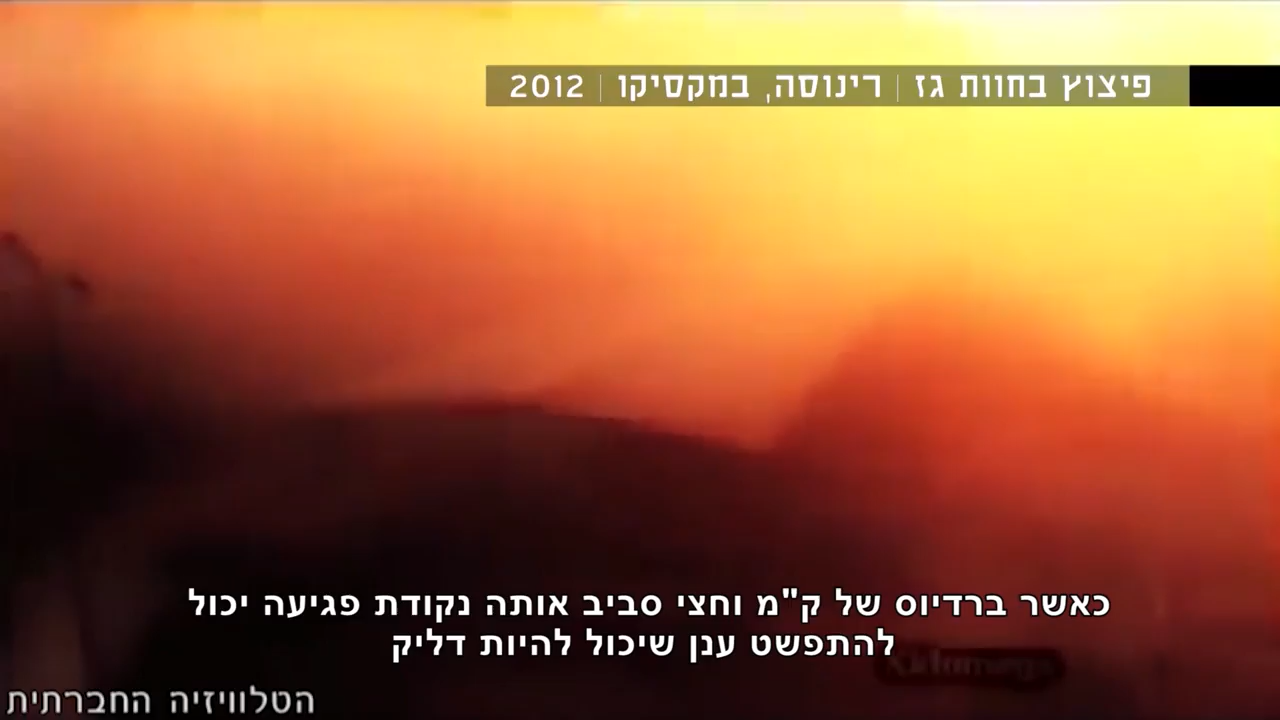 פיצוץ בחוות גז | רינוסה, במקסיקו | 2012
כאשר ברדיוס של ק"מ וחצי סביב אותה נקודת פגיעה יכול
להתפשט ענן שיכול להיות דליק
הטלוויזיה החברתית